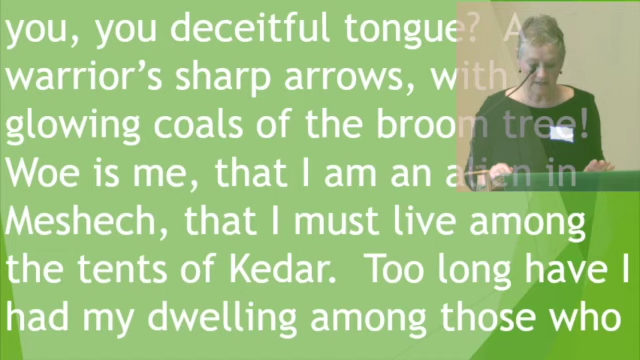 you, you deceitful tongue? A
warrior’s sharp arrows, with
glowing coals of the broom tree!
Woe is me, that I am an alien in
Meshech, that I must live among
the tents of Kedar.  Too long have I
had my dwelling among those who